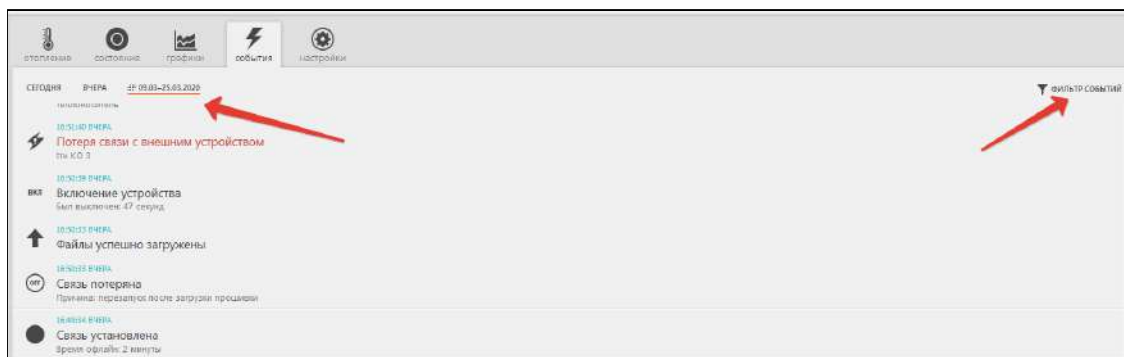 отопление состояние графики события настройки
СЕГОДНЯ ВЧЕРА 09.03–25.03.2020 ФИЛЬТР СОБЫТИЙ
ВЧЕРА
Потеря связи с внешним устройством
ВЧЕРА
ВКЛ Включение устройства
Был выключен: 47 секунд
ВЧЕРА
Файлы успешно загружены
ВЧЕРА
OFF Связь потеряна
Причина: перезапуск после загрузки прошивки
ВЧЕРА
Связь установлена
Время офлайн: 2 минуты